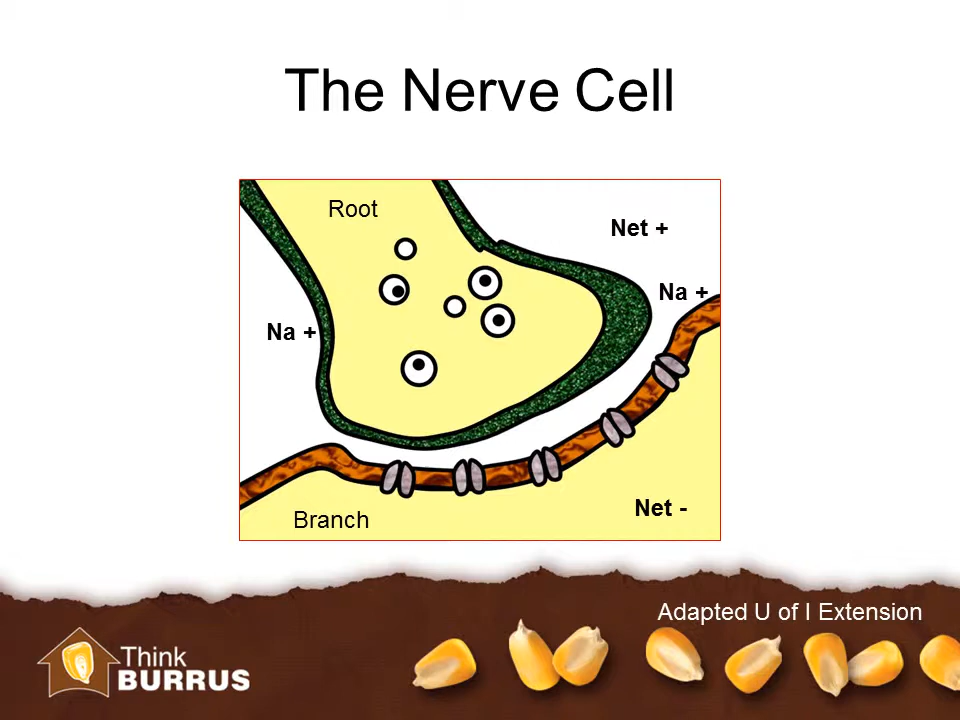 The Nerve Cell
Root
Net +
Na +
Na +
Net -
Branch
Adapted U of I Extension
Think
BURRUS